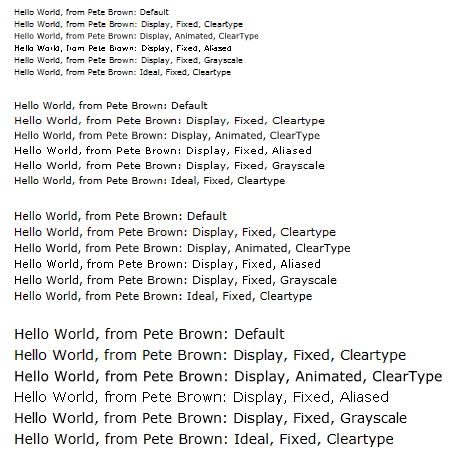 Hello World, from Pete Brown: Default
Hello World, from Pete Brown: Display, Fixed, Cleartype
Hello World, from Pete Brown: Display, Animated, ClearType
Hello World, from Pete Brown: Display, Fixed, Aliased
Hello World, from Pete Brown: Display, Fixed, Grayscale
Hello World, from Pete Brown: Ideal, Fixed, Cleartype
Hello World, from Pete Brown: Default
Hello World, from Pete Brown: Display, Fixed, Cleartype
Hello World, from Pete Brown: Display, Animated, ClearType
Hello World, from Pete Brown: Display, Fixed, Aliased
Hello World, from Pete Brown: Display, Fixed, Grayscale
Hello World, from Pete Brown: Ideal, Fixed, Cleartype
Hello World, from Pete Brown: Default
Hello World, from Pete Brown: Display, Fixed, Cleartype
Hello World, from Pete Brown: Display, Animated, ClearType
Hello World, from Pete Brown: Display, Fixed, Aliased
Hello World, from Pete Brown: Display, Fixed, Grayscale
Hello World, from Pete Brown: Ideal, Fixed, Cleartype
Hello World, from Pete Brown: Default
Hello World, from Pete Brown: Display, Fixed, Cleartype
Hello World, from Pete Brown: Display, Animated, ClearType
Hello World, from Pete Brown: Display, Fixed, Aliased
Hello World, from Pete Brown: Display, Fixed, Grayscale
Hello World, from Pete Brown: Ideal, Fixed, Cleartype